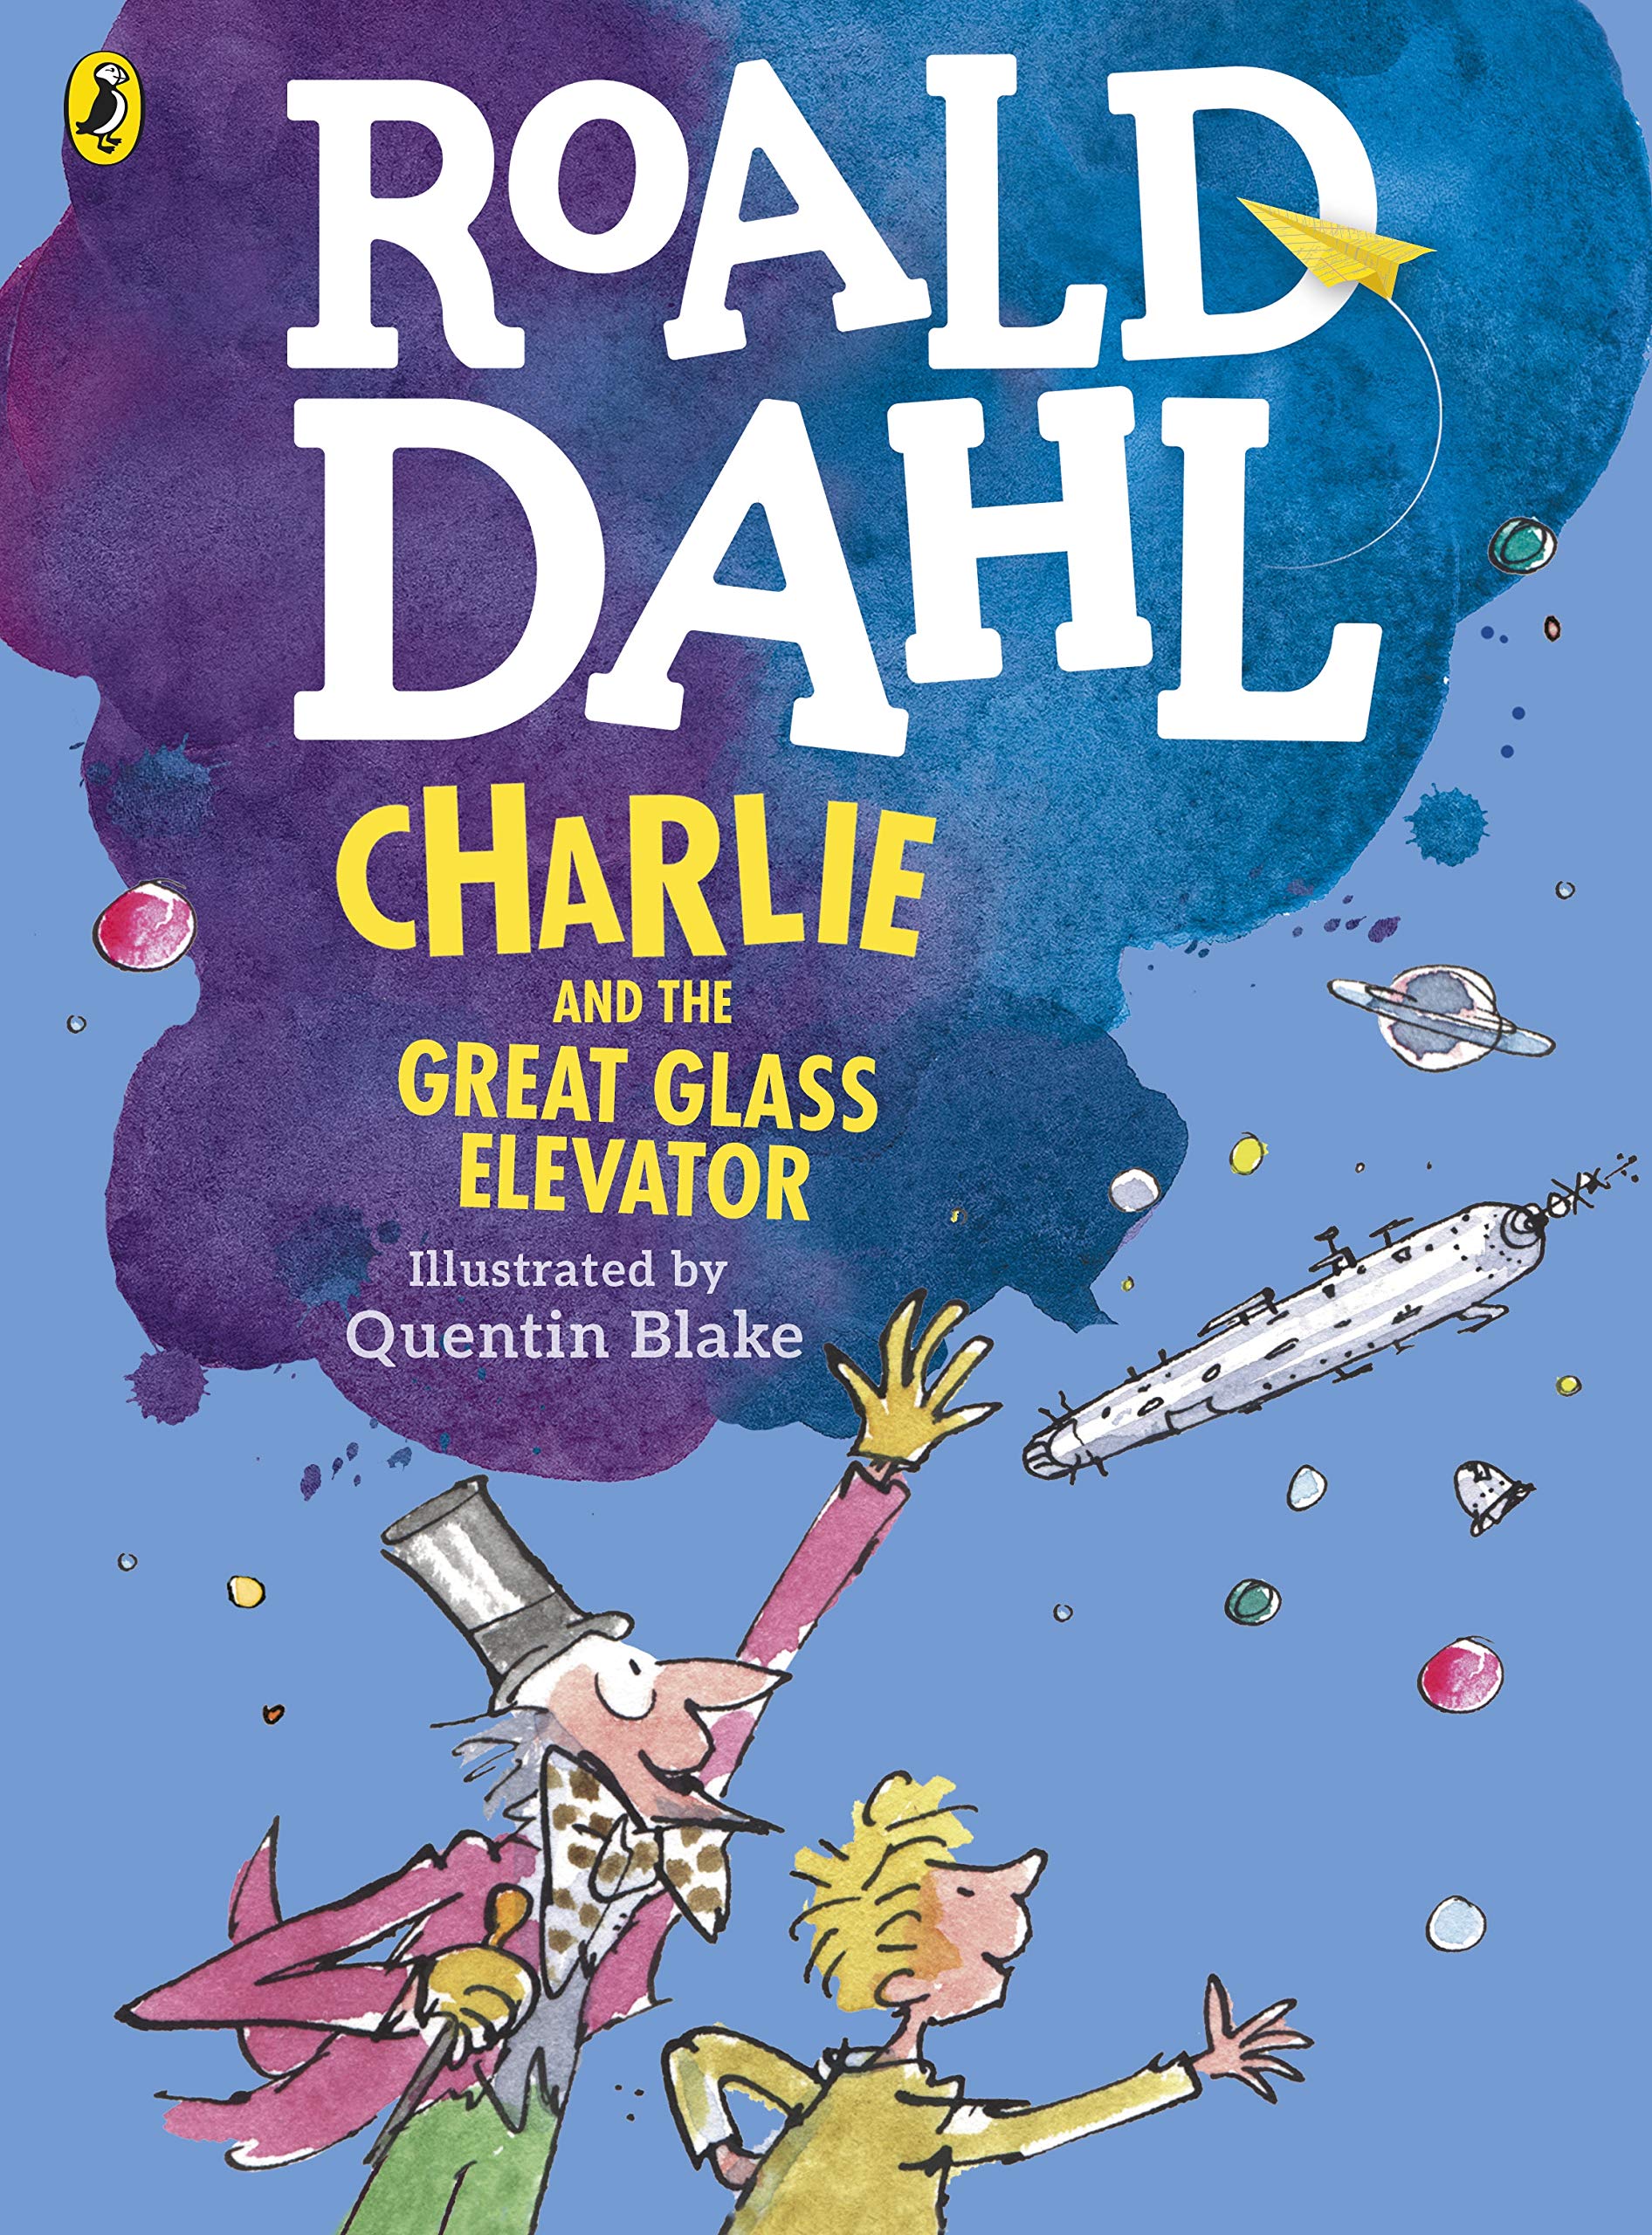 ROALD
DAHL
CHARLIE
AND THE
GREAT GLASS
ELEVATOR
Illustrated by
Quentin Blake